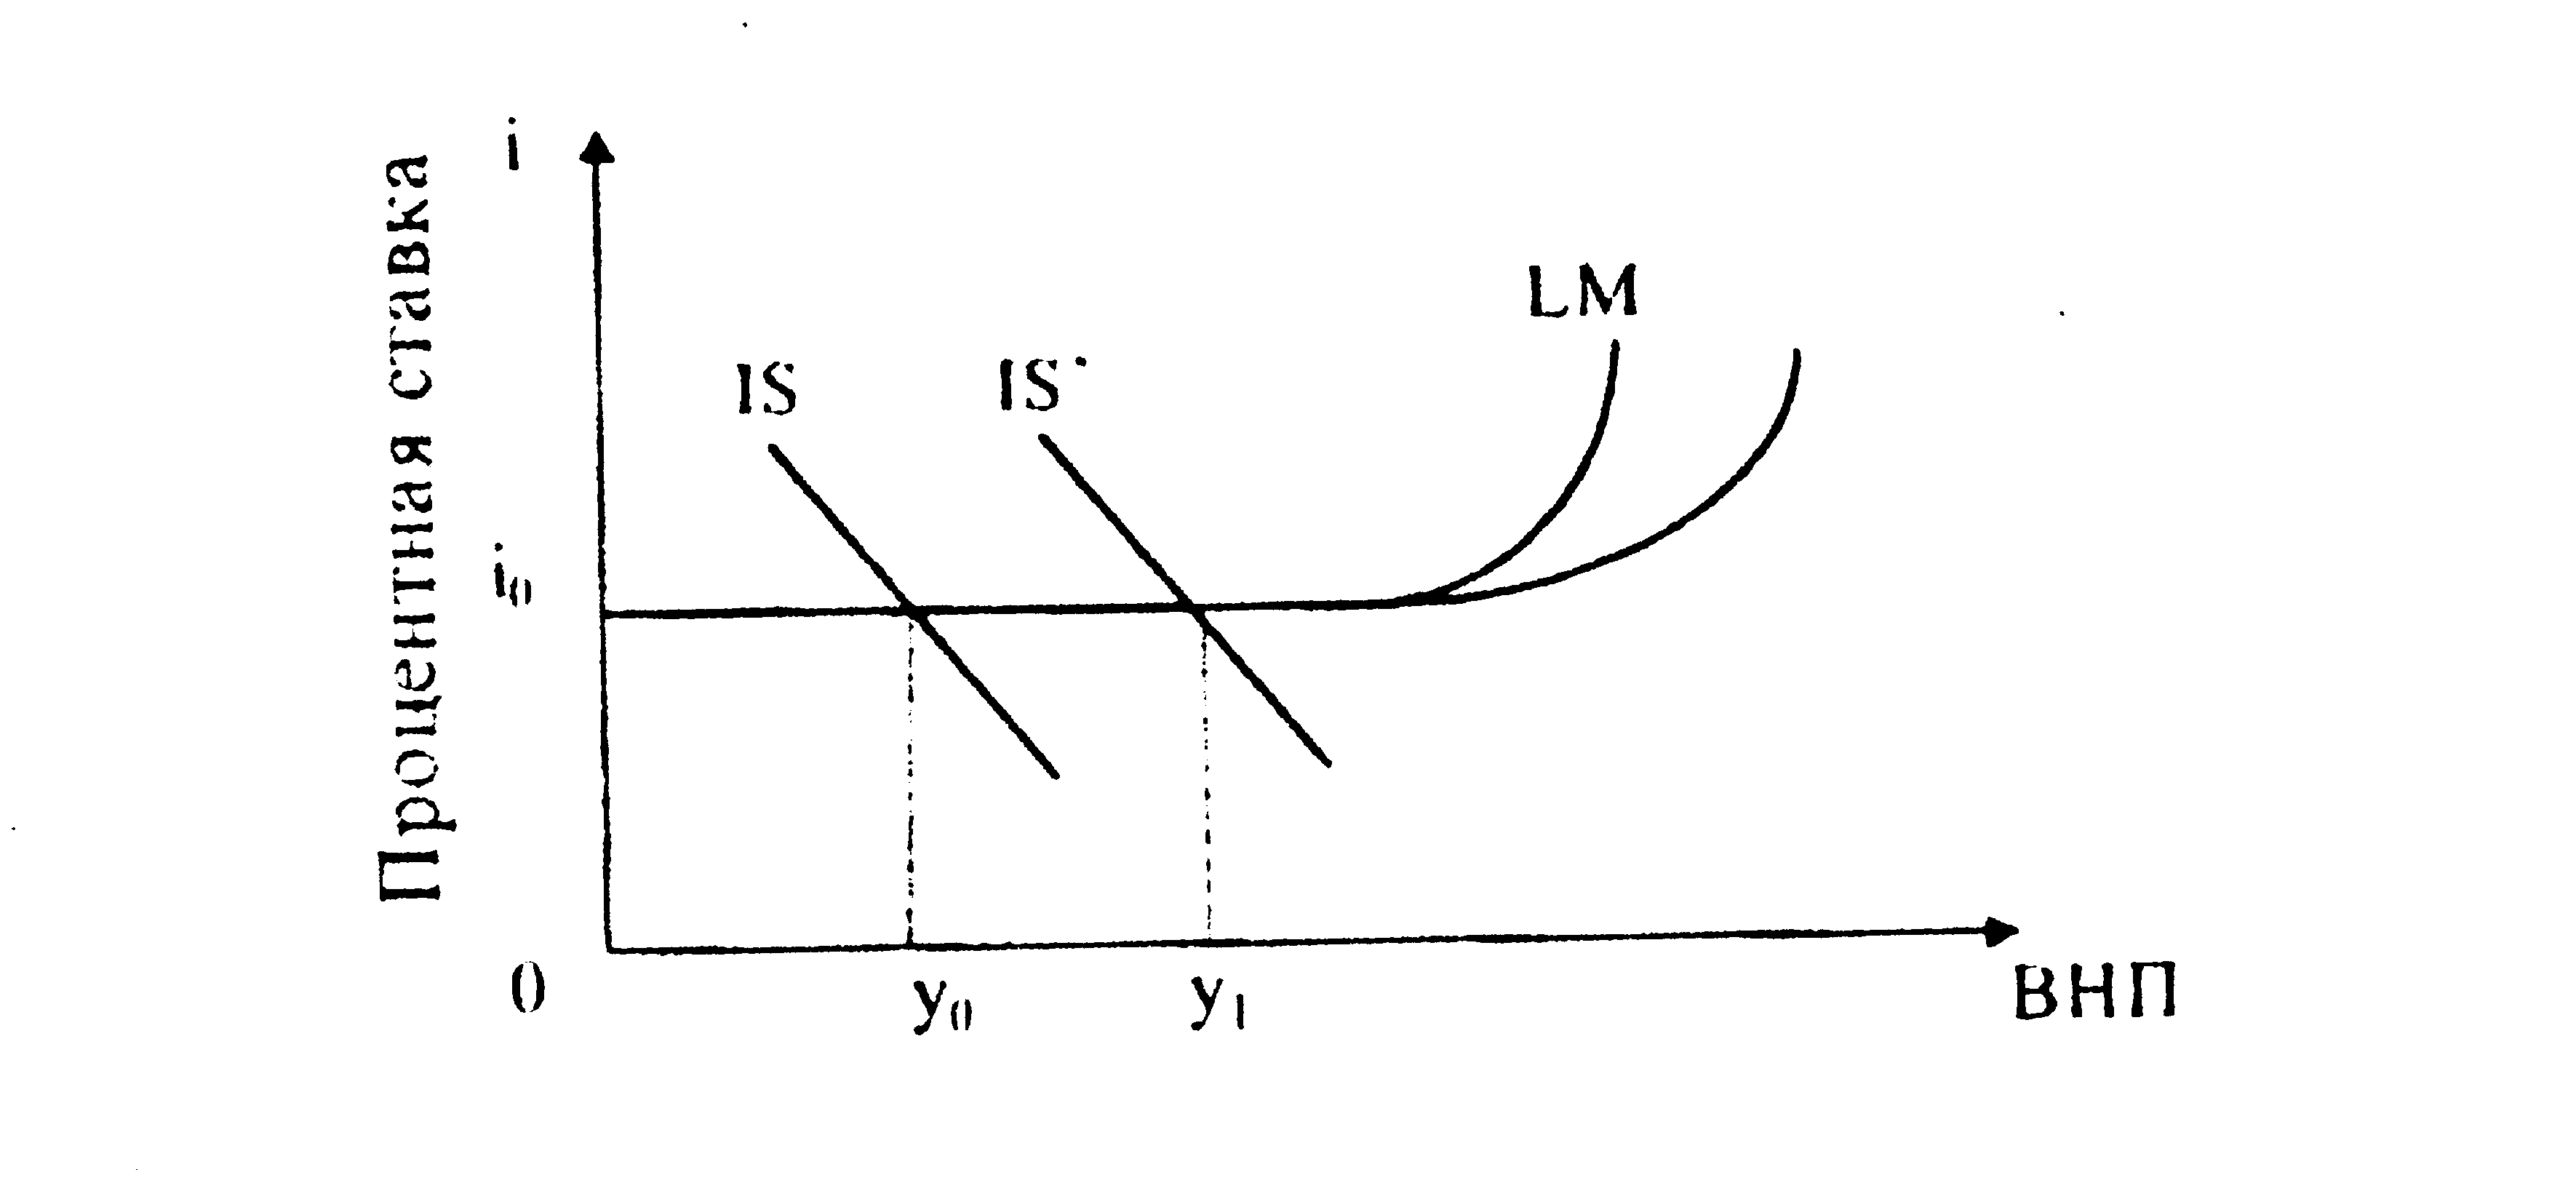 i
Процентная ставка
LM
IS
IS'
i₀
0
y₀
y₁
ВНП